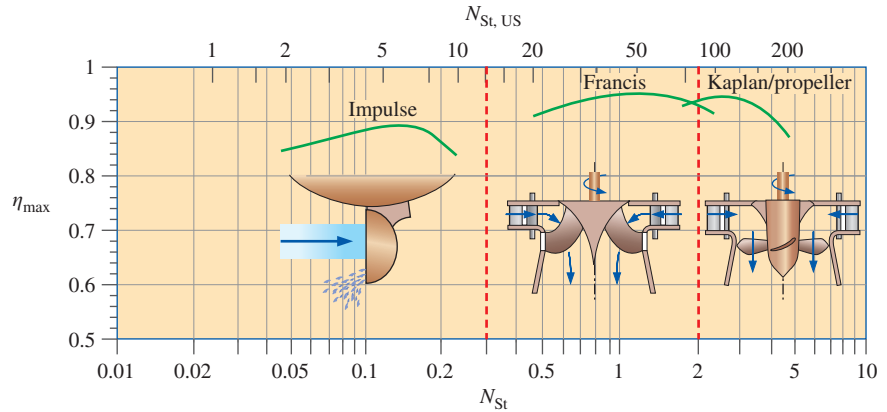 N_St, US
1 2 5 10 20 50 100 200
1
0.9
0.8
0.7
0.6
0.5
η_max
Impulse
Francis
Kaplan/propeller
0.01 0.02 0.05 0.1 0.2 0.5 1 2 5 10
N_St